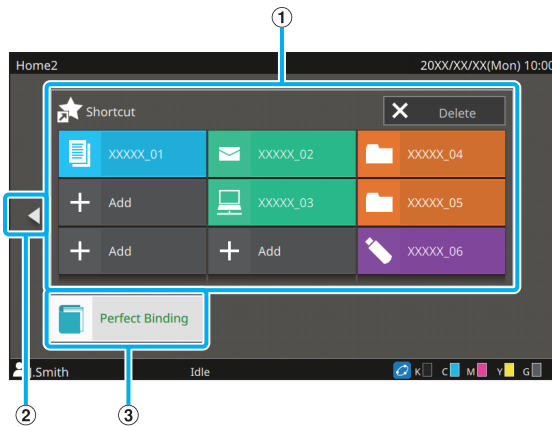 ①
Home2 20XX/XX/XX(Mon) 10:00
Shortcut Delete
XXXXX_01 XXXXX_02 XXXXX_04
Add XXXXX_03 XXXXX_05
Add Add XXXXX_06
Perfect Binding
J.Smith Idle K C M Y G
② ③